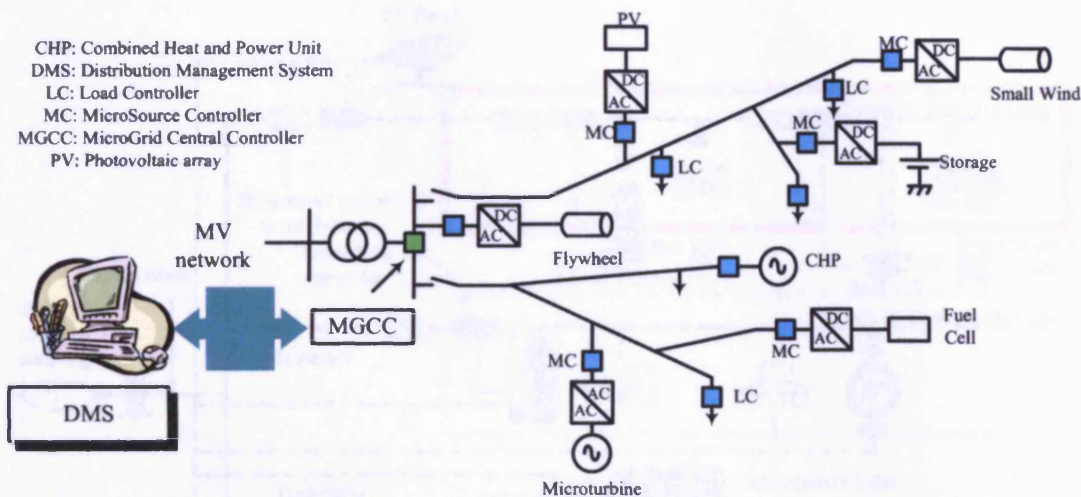 CHP: Combined Heat and Power Unit
DMS: Distribution Management System
LC: Load Controller
MC: MicroSource Controller
MGCC: MicroGrid Central Controller
PV: Photovoltaic array
PV
DC
AC
MC
LC
MC
DC
AC
Small Wind
LC
MC
DC
AC
Storage
MV
network
DC
AC
Flywheel
CHP
MGCC
DMS
MC
AC
AC
Microturbine
LC
MC
DC
AC
Fuel
Cell